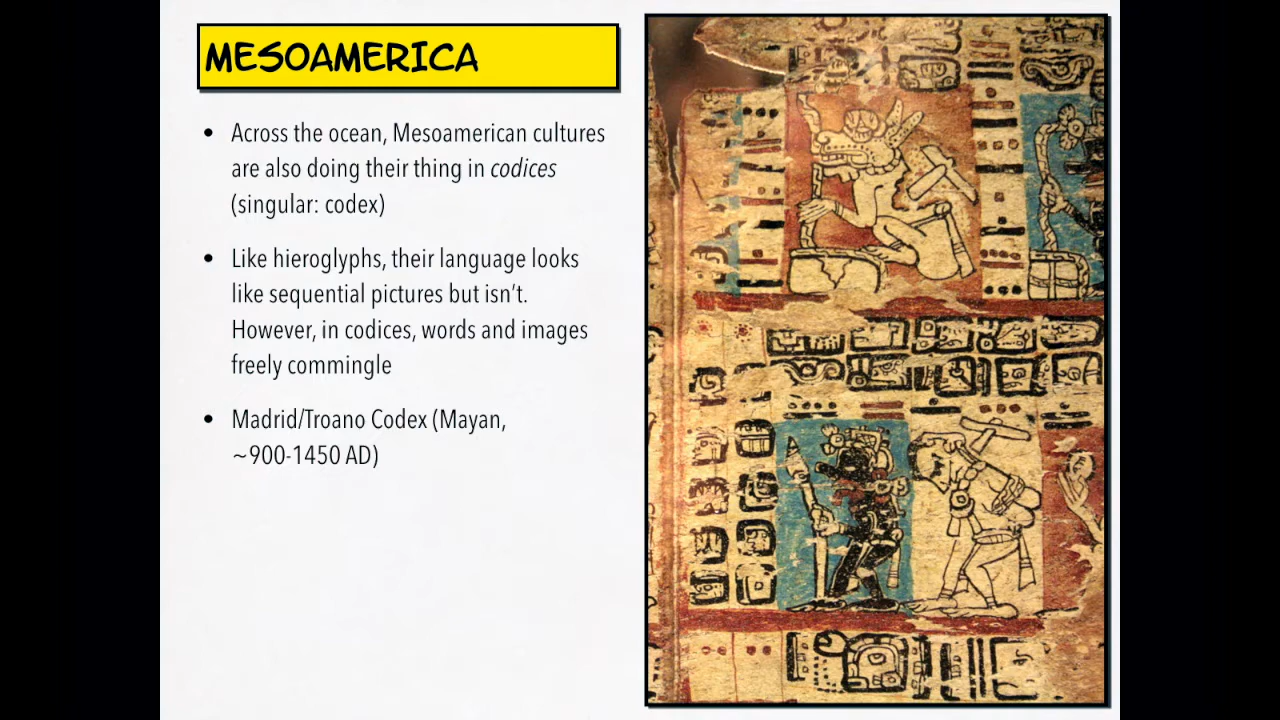 MESOAMERICA
• Across the ocean, Mesoamerican cultures
are also doing their thing in codices
(singular: codex)
• Like hieroglyphs, their language looks
like sequential pictures but isn't.
However, in codices, words and images
freely commingle
• Madrid/Troano Codex (Mayan,
~900-1450 AD)